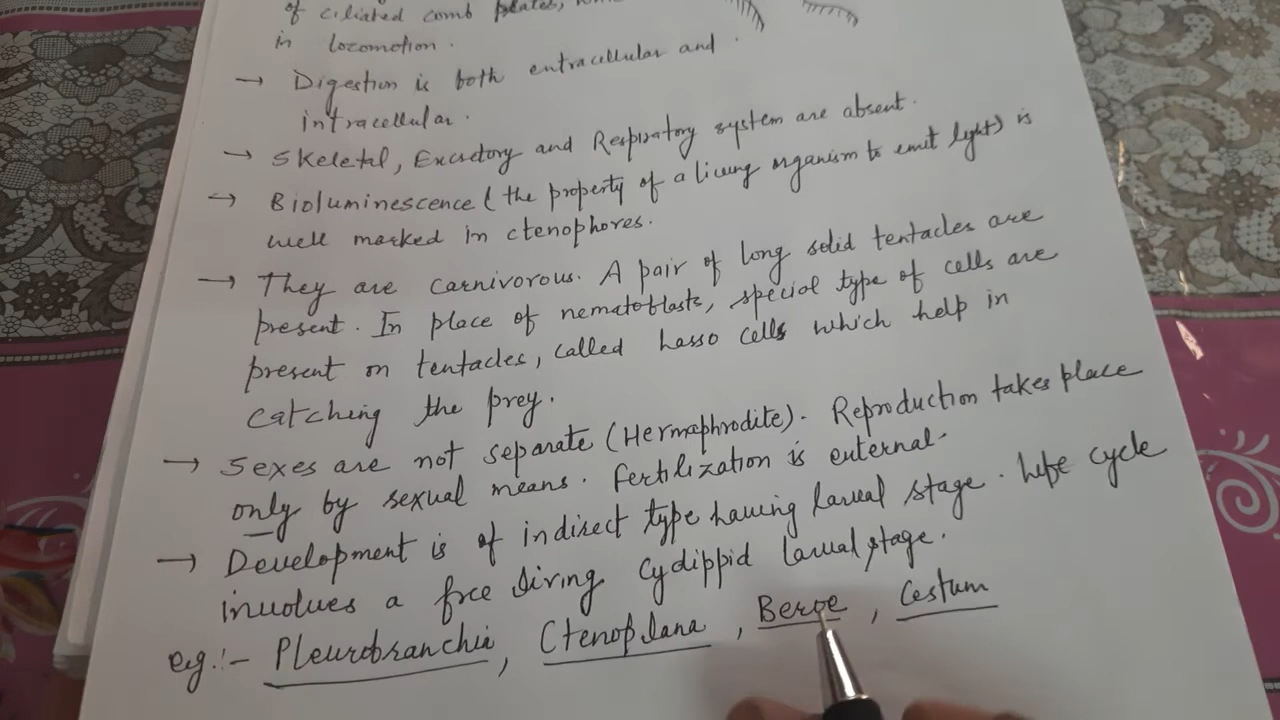 of ciliated comb plates,
in locomotion.
→ Digestion is both extracellular and
intracellular.
→ Skeletal, Excretory and Respiratory system are absent.
→ Bioluminescence (the property of a living organism to emit light) is
well marked in ctenophores.
→ They are carnivorous. A pair of long solid tentacles are
present. In place of nematoblasts, special type of cells are
present on tentacles, called Lasso cells which help in
catching the prey.
→ Sexes are not separate (Hermaphrodite). Reproduction takes place
only by sexual means. Fertilization is external.
→ Development is of indirect type having larval stage. Life cycle
involves a free living cydippid larval stage.
eg.:- Pleurobranchia, Ctenoplana, Beroe, Cestum